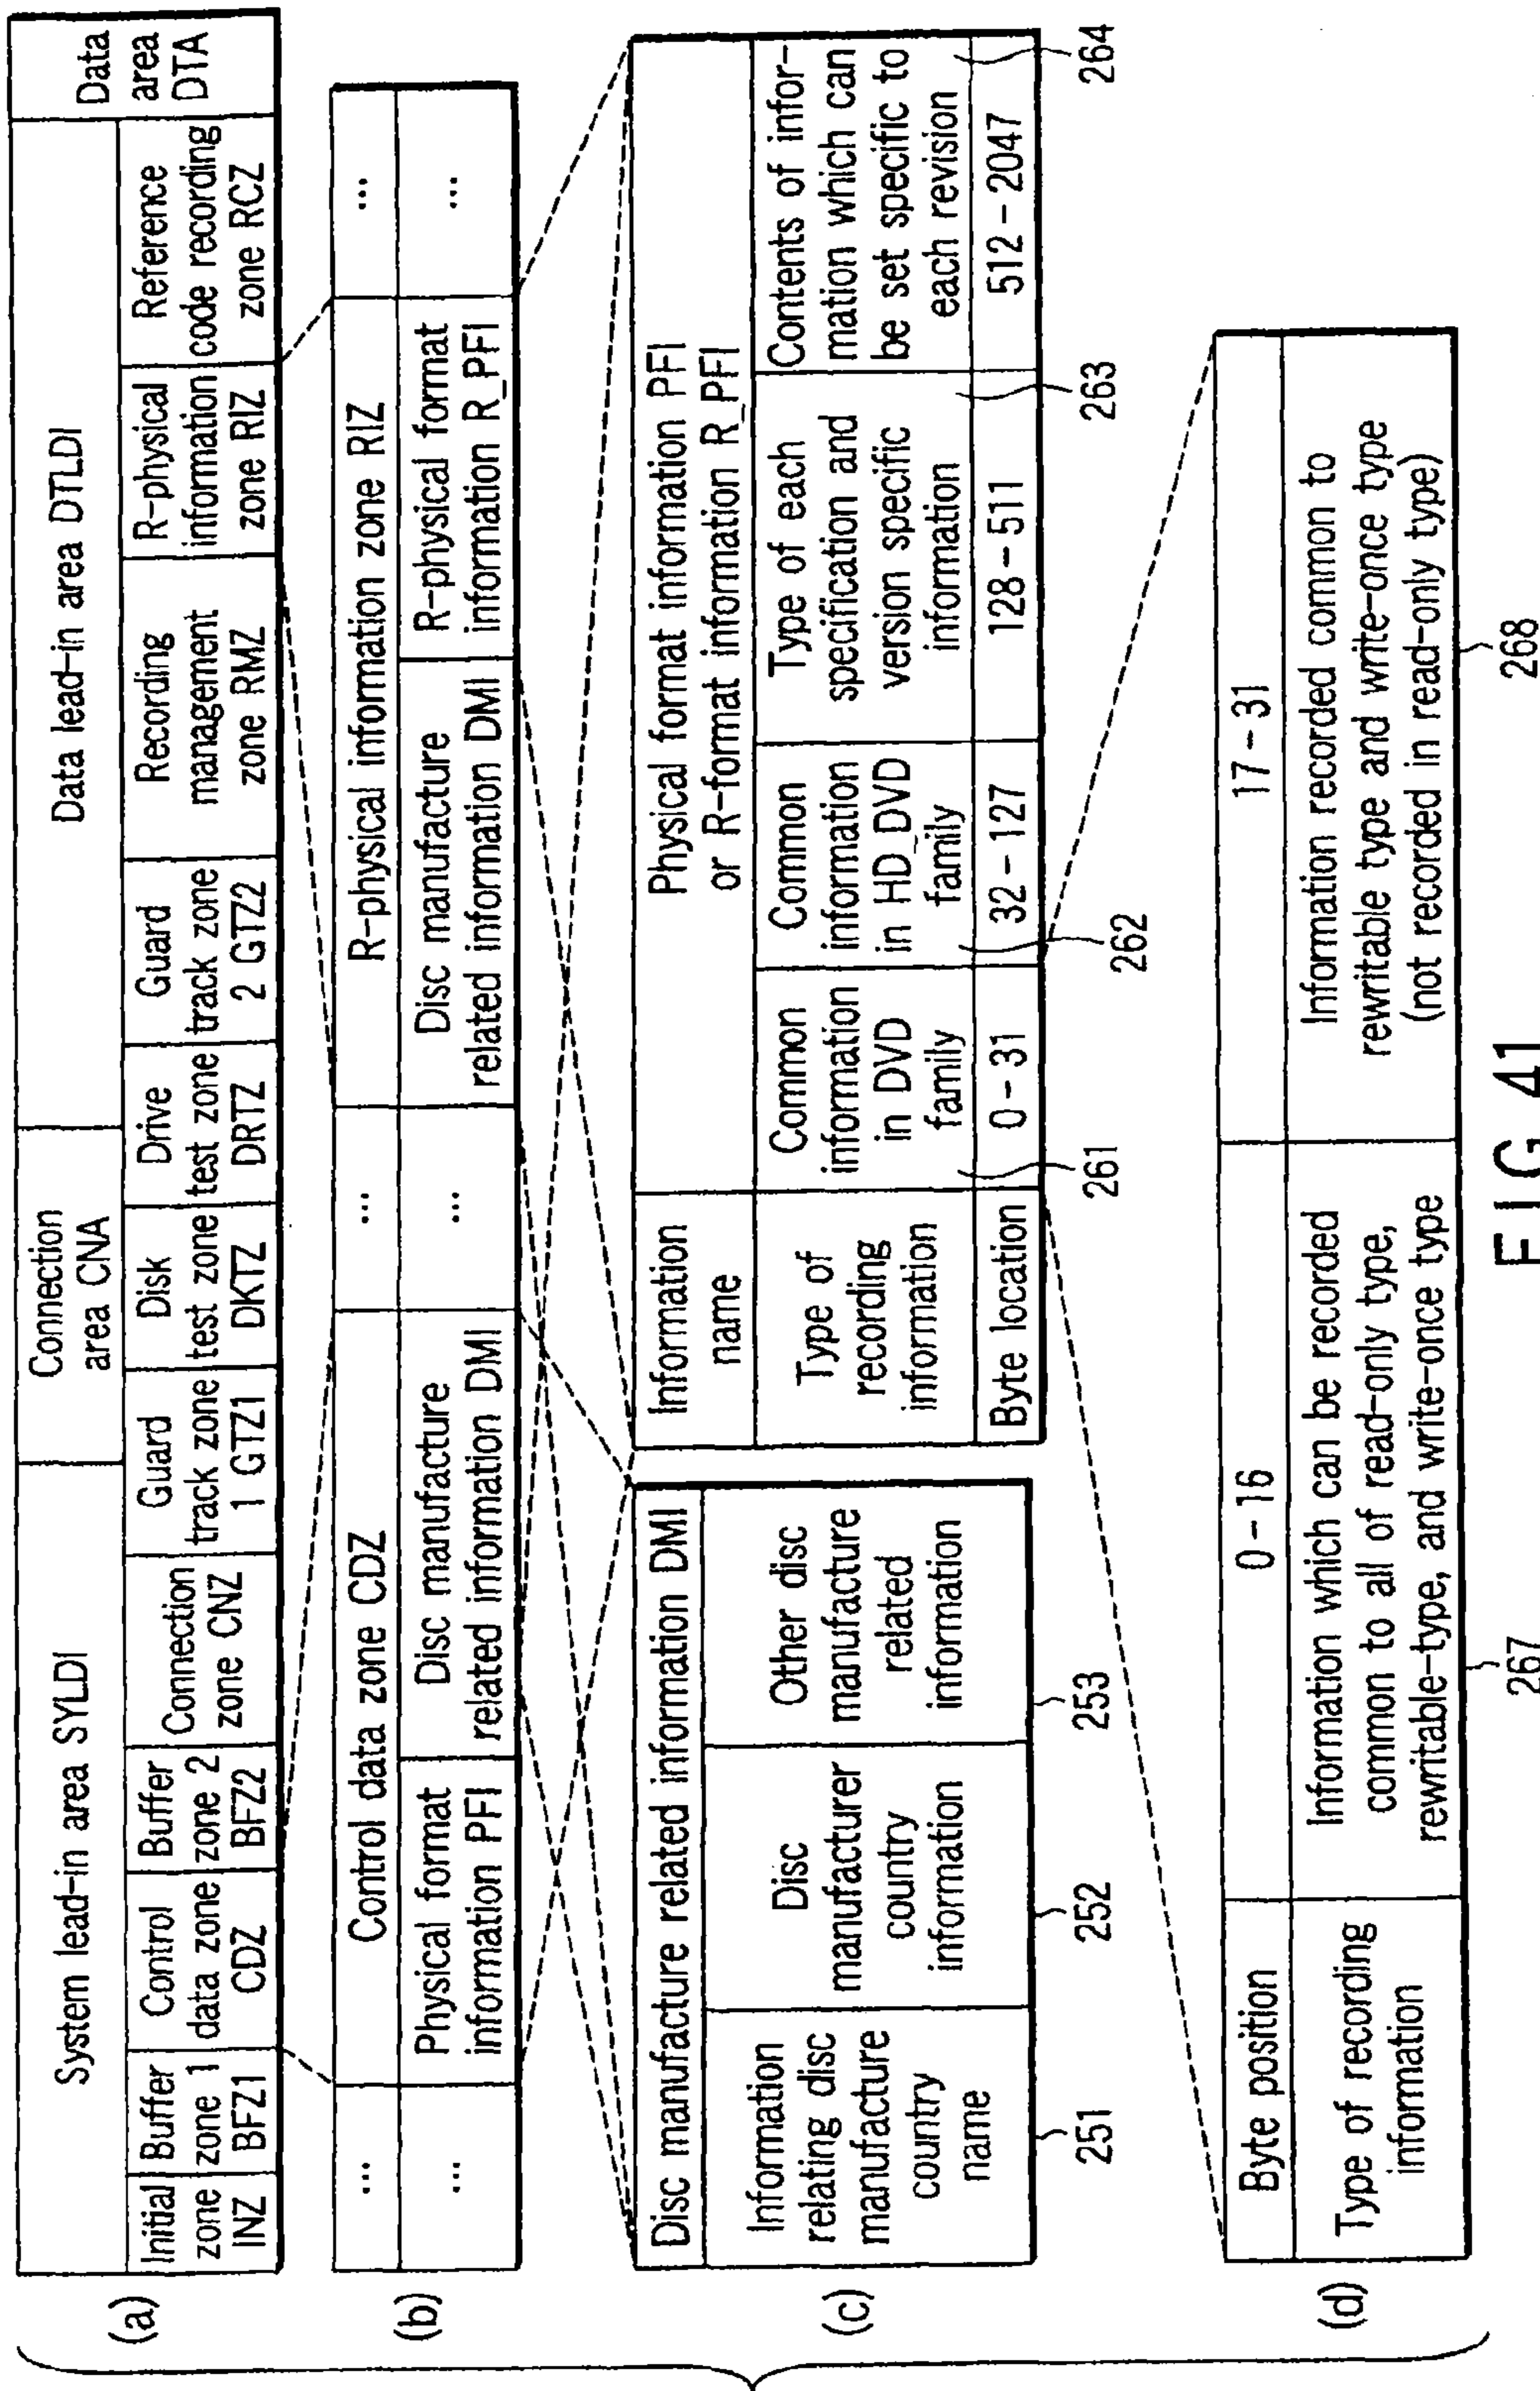 (a)
System lead-in area SYLDI
Connection
area CNA
Data lead-in area DTLDI
Data
area
DTA
Initial
zone
INZ
Buffer
zone 1
BFZ1
Control
data zone
CDZ
Buffer
zone 2
BFZ2
Connection
zone CNZ
Guard
track zone
1 GTZ1
Disk
test zone
DKTZ
Drive
test zone
DRTZ
Guard
track zone
2 GTZ2
Recording
management
zone RMZ
R-physical
information
zone RIZ
Reference
code recording
zone RCZ
(b)
...
Control data zone CDZ
...
R-physical information zone RIZ
...
...
Physical format
information PFI
Disc manufacture
related information DMI
...
Disc manufacture
related information DMI
R-physical format
information R_PFI
...
(c)
Disc manufacture related information DMI
Information
relating disc
manufacture
country
name
Disc
manufacturer
country
information
Other disc
manufacture
related
information
251
252
253
Information
name
Physical format information PFI
or R-format information R_PFI
Type of
recording
information
Common
information
in DVD
family
Common
information
in HD_DVD
family
Type of each
specification and
version specific
information
Contents of infor-
mation which can
be set specific to
each revision
Byte location
0-31
32-127
128-511
512-2047
261
262
263
264
(d)
Byte position
0-16
17-31
Type of recording
information
Information which can be recorded
common to all of read-only type,
rewritable-type, and write-once type
Information recorded common to
rewritable type and write-once type
(not recorded in read-only type)
267
268
FIG. 41